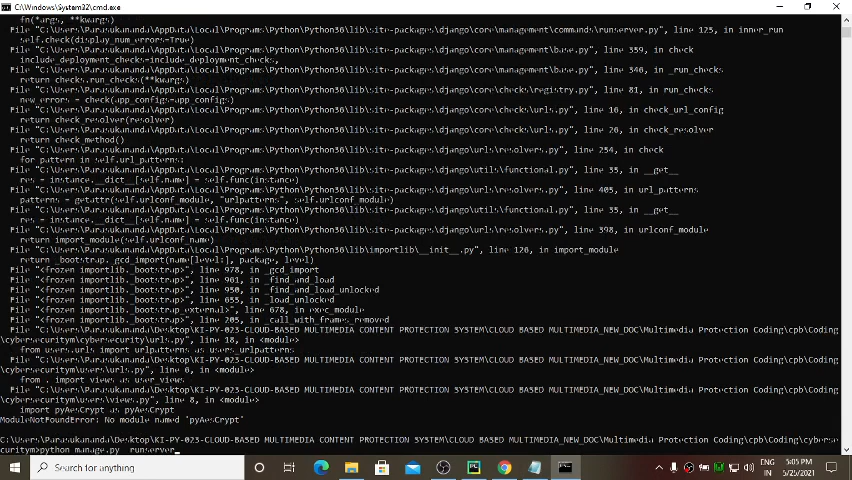 C:\Windows\System32\cmd.exe
fn(*args, **kwargs)
File "C:\Users\Parasukananda\AppData\Local\Programs\Python\Python36\lib\site-packages\django\core\management\commands\runserver.py", line 125, in inner_run
self.check(display_num_errors=True)
File "C:\Users\Parasukananda\AppData\Local\Programs\Python\Python36\lib\site-packages\django\core\management\base.py", line 359, in check
include_deployment_checks=include_deployment_checks,
File "C:\Users\Parasukananda\AppData\Local\Programs\Python\Python36\lib\site-packages\django\core\management\base.py", line 346, in _run_checks
return checks.run_checks(**kwargs)
File "C:\Users\Parasukananda\AppData\Local\Programs\Python\Python36\lib\site-packages\django\core\checks\registry.py", line 81, in run_checks
new_errors = check(app_configs=app_configs)
File "C:\Users\Parasukananda\AppData\Local\Programs\Python\Python36\lib\site-packages\django\core\checks\urls.py", line 16, in check_url_config
return check_resolver(resolver)
File "C:\Users\Parasukananda\AppData\Local\Programs\Python\Python36\lib\site-packages\django\core\checks\urls.py", line 26, in check_resolver
return check_method()
File "C:\Users\Parasukananda\AppData\Local\Programs\Python\Python36\lib\site-packages\django\urls\resolvers.py", line 254, in check
for pattern in self.url_patterns:
File "C:\Users\Parasukananda\AppData\Local\Programs\Python\Python36\lib\site-packages\django\utils\functional.py", line 35, in __get__
res = instance.__dict__[self.name] = self.func(instance)
File "C:\Users\Parasukananda\AppData\Local\Programs\Python\Python36\lib\site-packages\django\urls\resolvers.py", line 405, in url_patterns
patterns = getattr(self.urlconf_module, "urlpatterns", self.urlconf_module)
File "C:\Users\Parasukananda\AppData\Local\Programs\Python\Python36\lib\site-packages\django\utils\functional.py", line 35, in __get__
res = instance.__dict__[self.name] = self.func(instance)
File "C:\Users\Parasukananda\AppData\Local\Programs\Python\Python36\lib\site-packages\django\urls\resolvers.py", line 398, in urlconf_module
return import_module(self.urlconf_name)
File "C:\Users\Parasukananda\AppData\Local\Programs\Python\Python36\lib\importlib\__init__.py", line 126, in import_module
return _bootstrap._gcd_import(name[level:], package, level)
File "<frozen importlib._bootstrap>", line 978, in _gcd_import
File "<frozen importlib._bootstrap>", line 961, in _find_and_load
File "<frozen importlib._bootstrap>", line 950, in _find_and_load_unlocked
File "<frozen importlib._bootstrap>", line 655, in _load_unlocked
File "<frozen importlib._bootstrap_external>", line 678, in exec_module
File "<frozen importlib._bootstrap>", line 205, in _call_with_frames_removed
File "C:\Users\Parasukananda\Desktop\KI-PY-023-CLOUD-BASED MULTIMEDIA CONTENT PROTECTION SYSTEM\CLOUD BASED MULTIMEDIA_NEW_DOC\Multimedia Protection Coding\cpb\Coding
\cybersecuritym\cybersecurity\urls.py", line 18, in <module>
from users.urls import urlpatterns as users_urlpatterns
File "C:\Users\Parasukananda\Desktop\KI-PY-023-CLOUD-BASED MULTIMEDIA CONTENT PROTECTION SYSTEM\CLOUD BASED MULTIMEDIA_NEW_DOC\Multimedia Protection Coding\cpb\Coding
\cybersecuritym\users\urls.py", line 6, in <module>
from . import views as user_views
File "C:\Users\Parasukananda\Desktop\KI-PY-023-CLOUD-BASED MULTIMEDIA CONTENT PROTECTION SYSTEM\CLOUD BASED MULTIMEDIA_NEW_DOC\Multimedia Protection Coding\cpb\Coding
\cybersecuritym\users\views.py", line 8, in <module>
import pyAesCrypt as pyAesCrypt
ModuleNotFoundError: No module named 'pyAesCrypt'
C:\Users\Parasukananda\Desktop\KI-PY-023-CLOUD-BASED MULTIMEDIA CONTENT PROTECTION SYSTEM\CLOUD BASED MULTIMEDIA_NEW_DOC\Multimedia Protection Coding\cpb\Coding\cyberse
curitym>python manage.py  runserver
Type here to search
ENG
IN
5:05 PM
5/25/2021